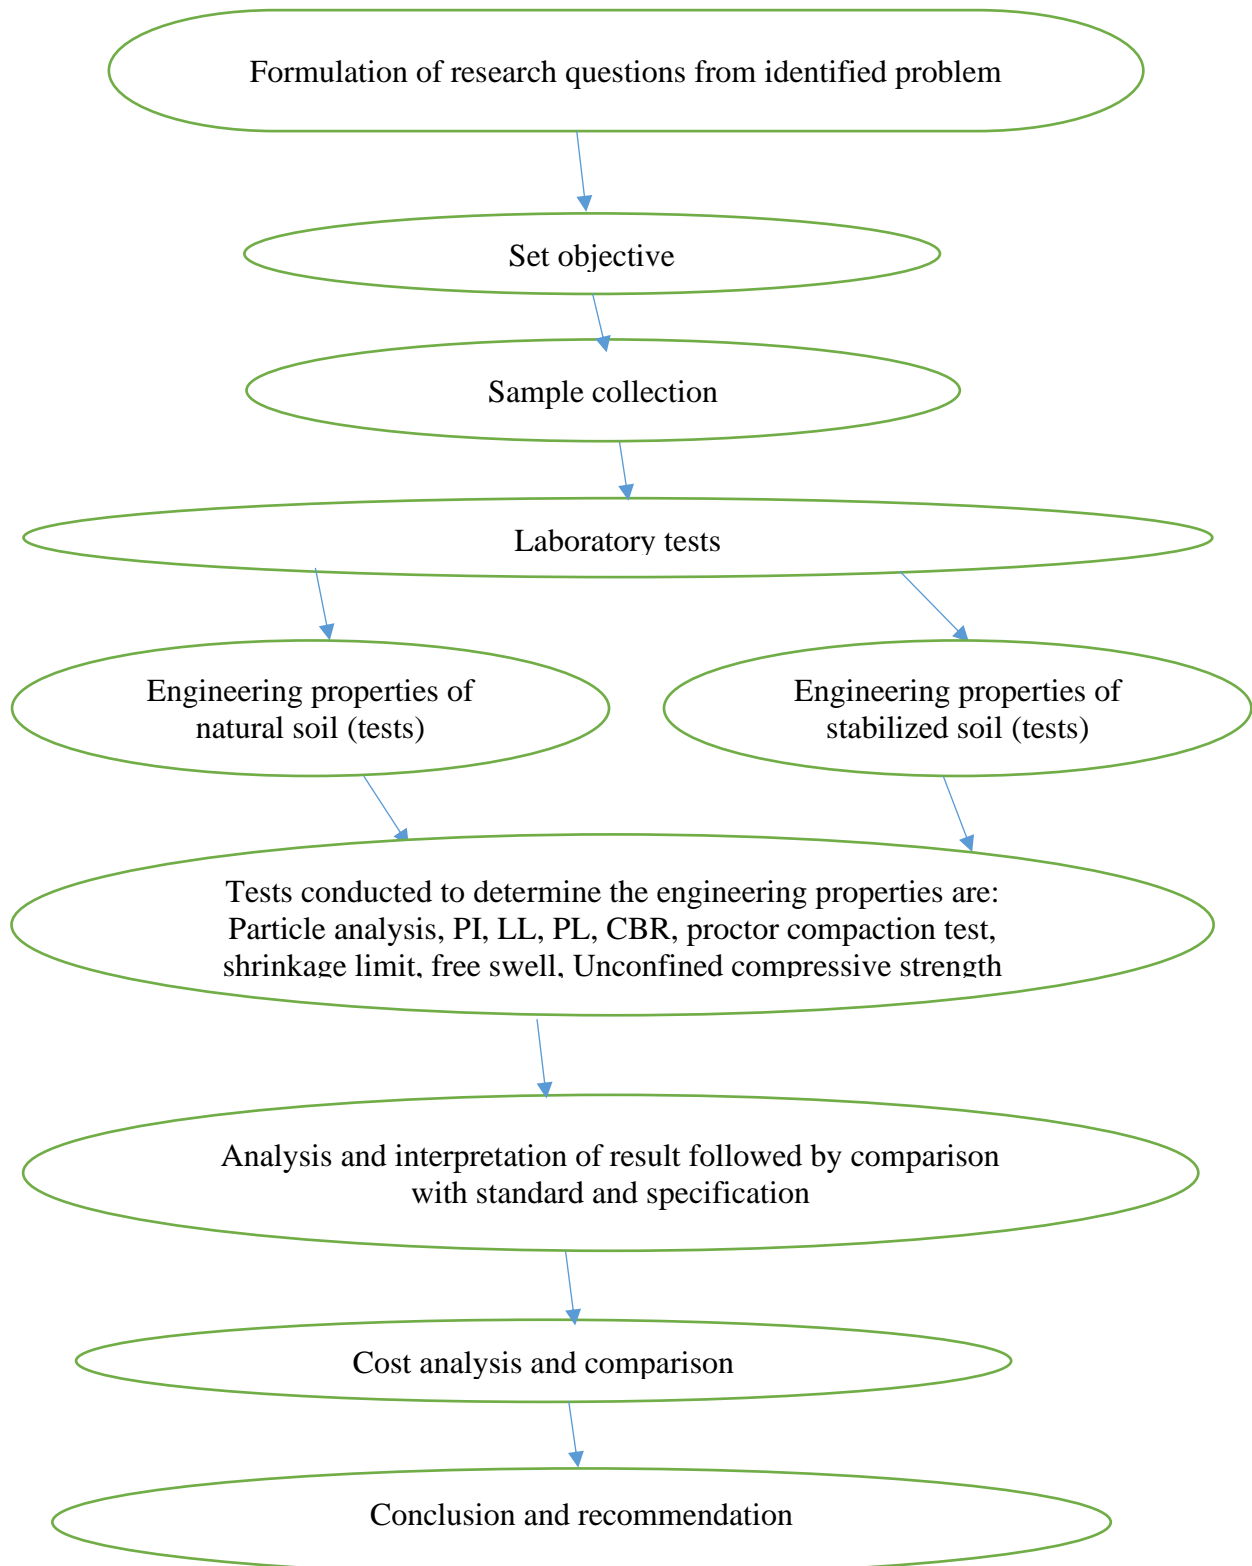 Formulation of research questions from identified problem
Set objective
Sample collection
Laboratory tests
Engineering properties of
natural soil (tests)
Engineering properties of
stabilized soil (tests)
Tests conducted to determine the engineering properties are:
Particle analysis, PI, LL, PL, CBR, proctor compaction test,
shrinkage limit, free swell, Unconfined compressive strength
Analysis and interpretation of result followed by comparison
with standard and specification
Cost analysis and comparison
Conclusion and recommendation